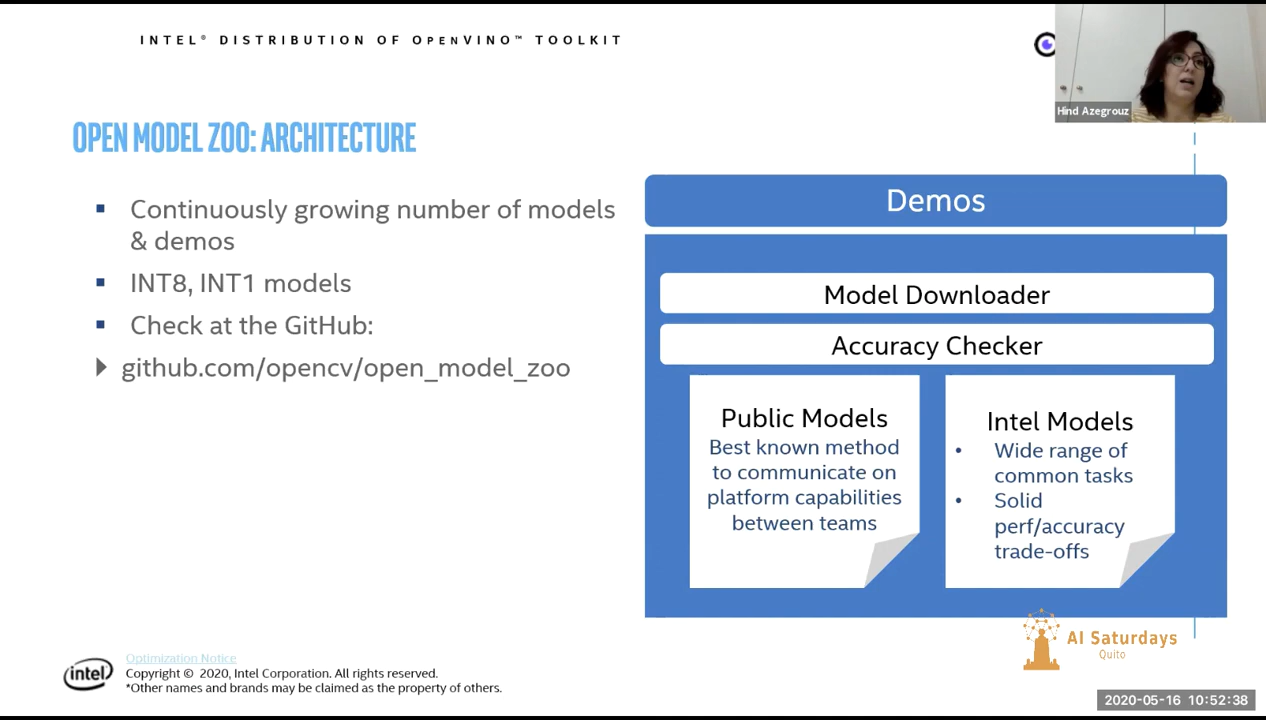 INTEL® DISTRIBUTION OF OPENVINO™ TOOLKIT
Hind Azegrouz
OPEN MODEL ZOO: ARCHITECTURE
▪ Continuously growing number of models
& demos
▪ INT8, INT1 models
▪ Check at the GitHub:
github.com/opencv/open_model_zoo
Demos
Model Downloader
Accuracy Checker
Public Models
Best known method
to communicate on
platform capabilities
between teams
Intel Models
• Wide range of
common tasks
• Solid
perf/accuracy
trade-offs
AI Saturdays
Quito
intel
Optimization Notice
Copyright © 2020, Intel Corporation. All rights reserved.
*Other names and brands may be claimed as the property of others.
2020-05-16 10:52:38